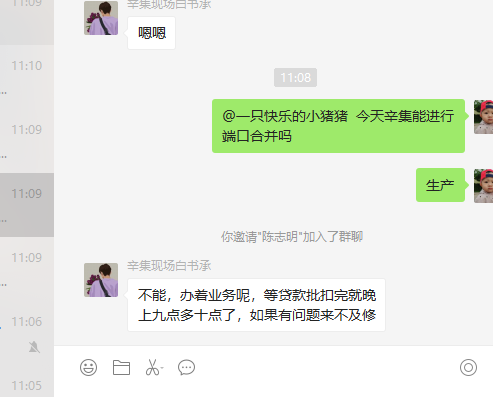 11:09
辛集现场白书承
嗯嗯
11:10
11:08
...
@一只快乐的小猪猪 今天辛集能进行
端口合并吗
11:09
...
生产
11:09
...
你邀请"陈志明"加入了群聊
11:09
辛集现场白书承
...
不能，办着业务呢，等贷款批扣完就晚
上九点多十点了，如果有问题来不及修
11:06
11:05